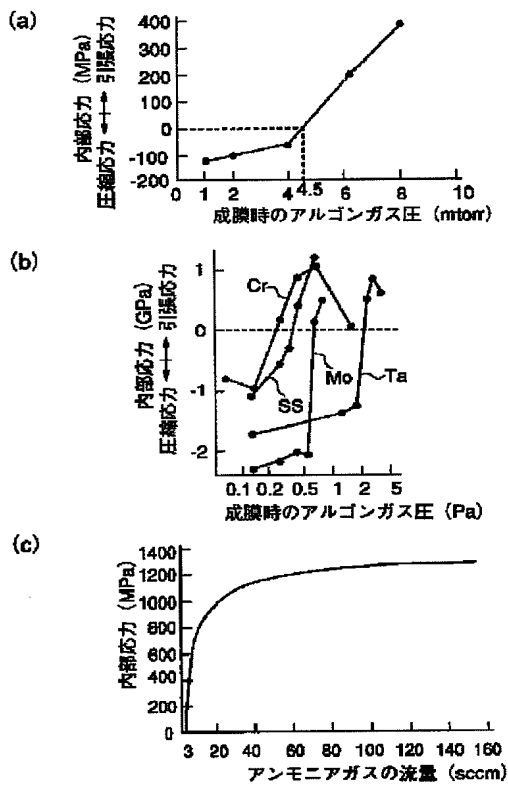 (a)
400
300
200
100
0
-100
-200
内部応力 (MPa)
圧縮応力 ←→ 引張応力
0 2 4 4.5 6 8 10
成膜時のアルゴンガス圧 (mtorr)
(b)
1
0
-1
-2
内部応力 (GPa)
圧縮応力 ←→ 引張応力
Cr
SS
Mo
Ta
0.1 0.2 0.5 1 2 5
成膜時のアルゴンガス圧 (Pa)
(c)
1400
1200
1000
800
600
400
200
0
内部応力 (MPa)
3 20 40 60 80 100 120 140 160
アンモニアガスの流量 (sccm)